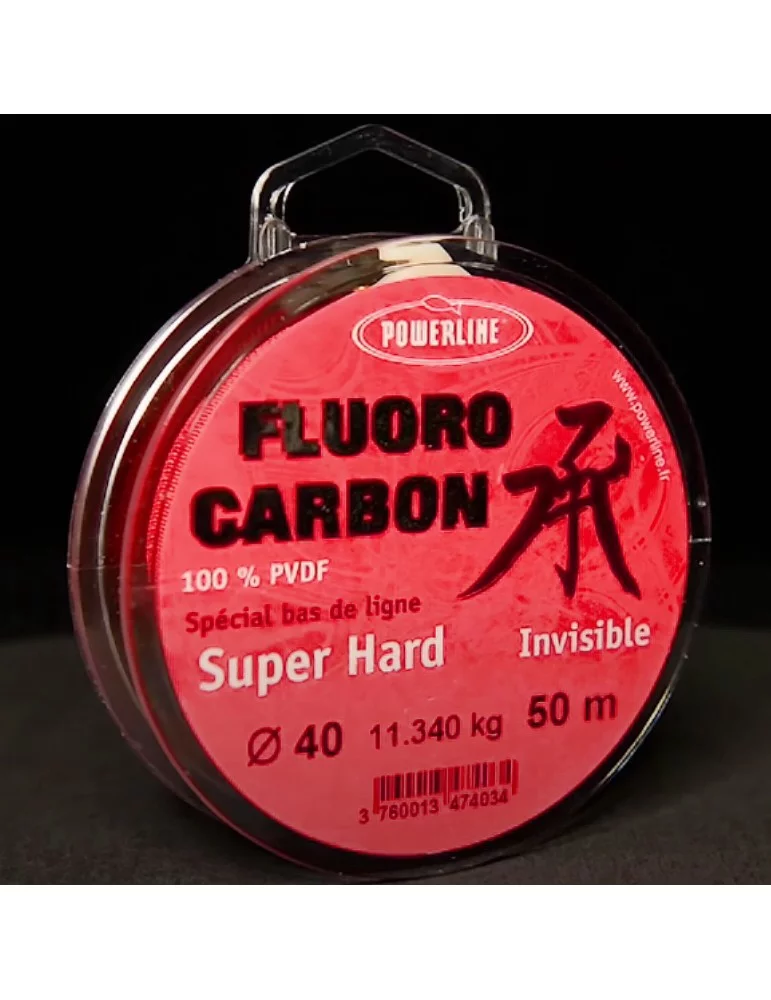 POWERLINE
www.powerline.fr
FLUORO
CARBON
承
100 % PVDF
Spécial bas de ligne
Super Hard Invisible
Ø 40 11.340 kg 50 m
3 760013 474034